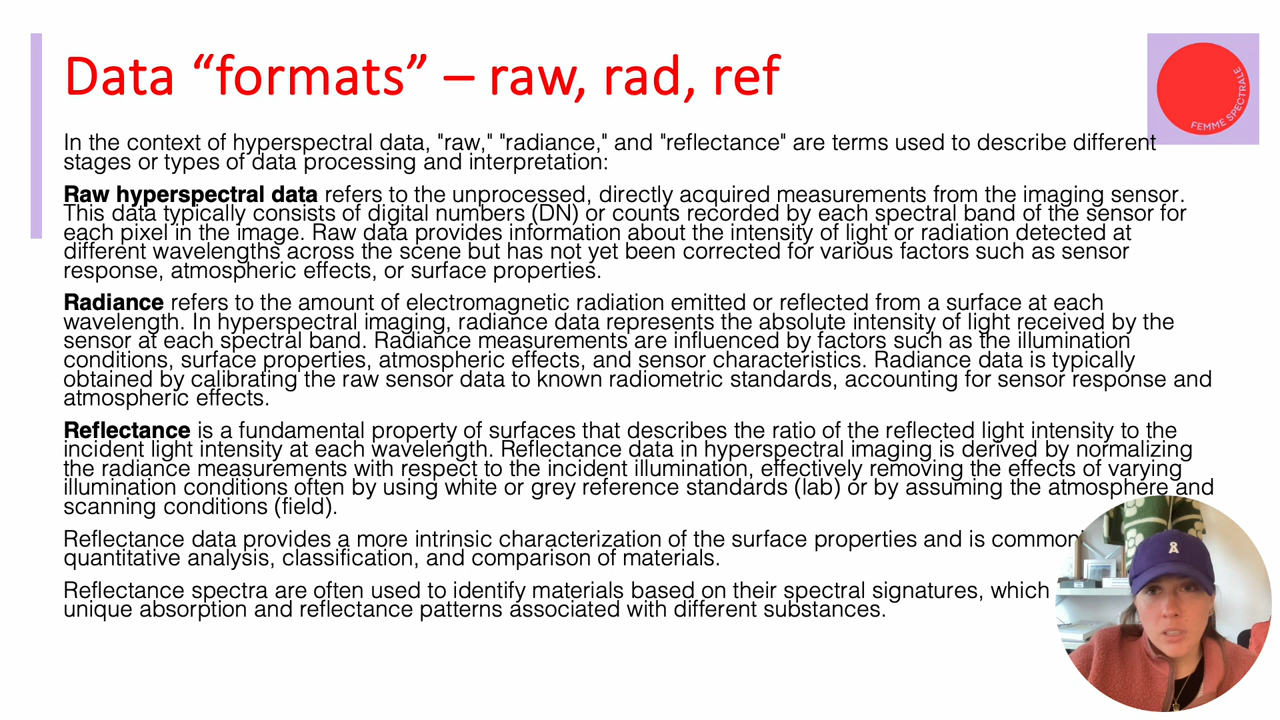 Data “formats” – raw, rad, ref
FEMME SPECTRALE
In the context of hyperspectral data, "raw," "radiance," and "reflectance" are terms used to describe different
stages or types of data processing and interpretation:
Raw hyperspectral data refers to the unprocessed, directly acquired measurements from the imaging sensor.
This data typically consists of digital numbers (DN) or counts recorded by each spectral band of the sensor for
each pixel in the image. Raw data provides information about the intensity of light or radiation detected at
different wavelengths across the scene but has not yet been corrected for various factors such as sensor
response, atmospheric effects, or surface properties.
Radiance refers to the amount of electromagnetic radiation emitted or reflected from a surface at each
wavelength. In hyperspectral imaging, radiance data represents the absolute intensity of light received by the
sensor at each spectral band. Radiance measurements are influenced by factors such as the illumination
conditions, surface properties, atmospheric effects, and sensor characteristics. Radiance data is typically
obtained by calibrating the raw sensor data to known radiometric standards, accounting for sensor response and
atmospheric effects.
Reflectance is a fundamental property of surfaces that describes the ratio of the reflected light intensity to the
incident light intensity at each wavelength. Reflectance data in hyperspectral imaging is derived by normalizing
the radiance measurements with respect to the incident illumination, effectively removing the effects of varying
illumination conditions often by using white or grey reference standards (lab) or by assuming the atmosphere and
scanning conditions (field).
Reflectance data provides a more intrinsic characterization of the surface properties and is common
quantitative analysis, classification, and comparison of materials.
Reflectance spectra are often used to identify materials based on their spectral signatures, which
unique absorption and reflectance patterns associated with different substances.